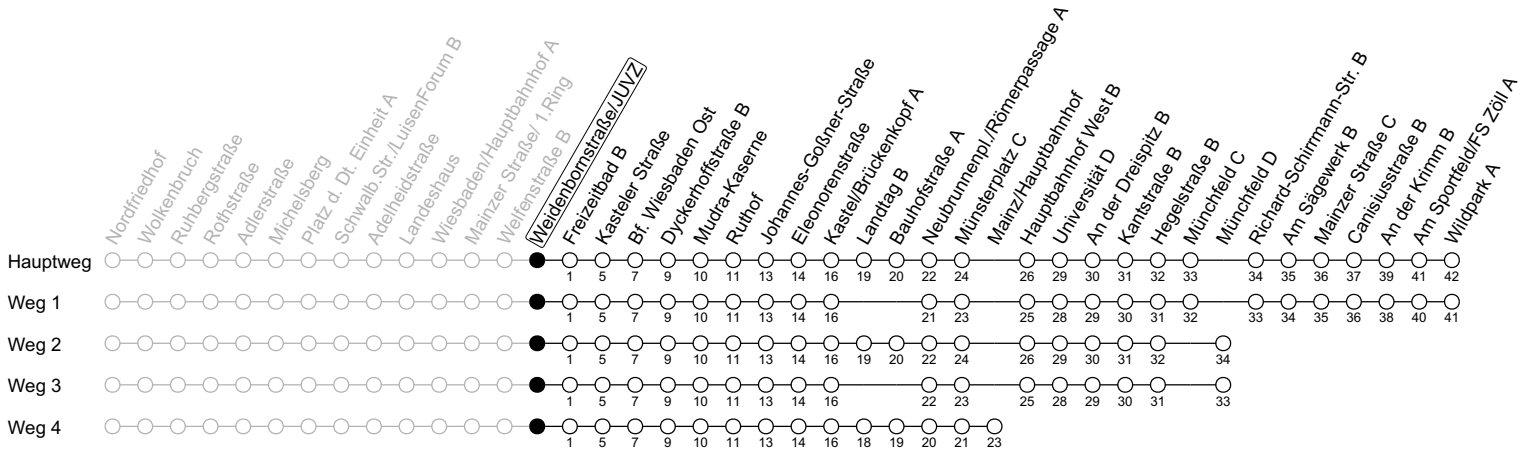 Nordfriedhof
Wolkenbruch
Ruhbergstraße
Rothstraße
Adlerstraße
Michelsberg
Platz d. Dt. Einheit A
Schwalb.Str./LuisenForum B
Adelheidstraße
Landeshaus
Wiesbaden/Hauptbahnhof A
Mainzer Straße/ 1.Ring
Welfenstraße B
Weidenbornstraße/JUVZ
Freizeitbad B
Kasteler Straße
Bf. Wiesbaden Ost
Dyckerhoffstraße B
Mudra-Kaserne
Ruthof
Johannes-Goßner-Straße
Eleonorenstraße
Kastel/Brückenkopf A
Landtag B
Bauhofstraße A
Neubrunnenpl./Römerpassage A
Münsterplatz C
Mainz/Hauptbahnhof
Hauptbahnhof West B
Universität D
An der Dreispitz B
Kantstraße B
Hegelstraße B
Münchfeld C
Münchfeld D
Richard-Schirrmann-Str. B
Am Sägewerk B
Mainzer Straße C
Canisiusstraße B
An der Krimm B
Am Sportfeld/FS Zöll A
Wildpark A
Hauptweg
1 5 7 9 10 11 13 14 16 19 20 22 24 26 29 30 31 32 33 34 35 36 37 39 41 42
Weg 1
1 5 7 9 10 11 13 14 16 21 23 25 28 29 30 31 32 33 34 35 36 38 40 41
Weg 2
1 5 7 9 10 11 13 14 16 19 20 22 24 26 29 30 31 32 34
Weg 3
1 5 7 9 10 11 13 14 16 22 23 25 28 29 30 31 33
Weg 4
1 5 7 9 10 11 13 14 16 18 19 20 21 23